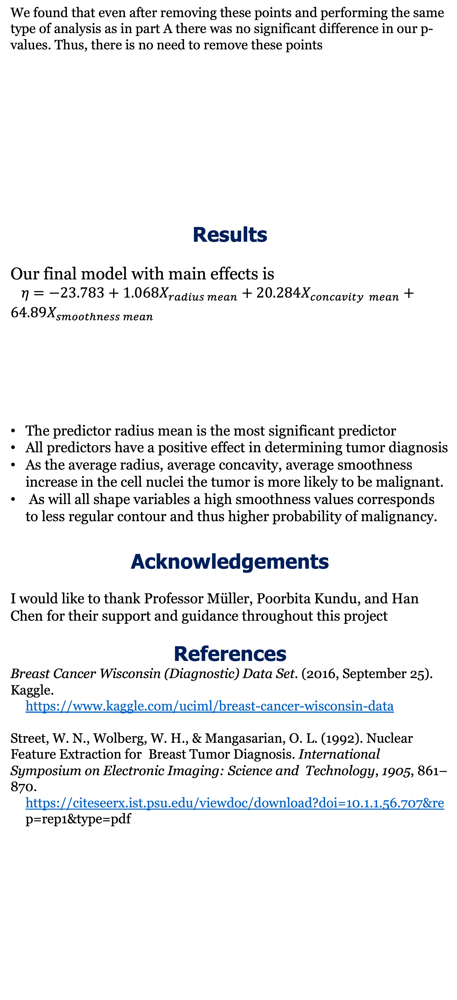 We found that even after removing these points and performing the same
type of analysis as in part A there was no significant difference in our p-
values. Thus, there is no need to remove these points
Results
Our final model with main effects is
𝜂 = −23.783 + 1.068𝑋radius mean + 20.284𝑋concavity mean +
64.89𝑋smoothness mean
• The predictor radius mean is the most significant predictor
• All predictors have a positive effect in determining tumor diagnosis
• As the average radius, average concavity, average smoothness
increase in the cell nuclei the tumor is more likely to be malignant.
• As will all shape variables a high smoothness values corresponds
to less regular contour and thus higher probability of malignancy.
Acknowledgements
I would like to thank Professor Müller, Poorbita Kundu, and Han
Chen for their support and guidance throughout this project
References
Breast Cancer Wisconsin (Diagnostic) Data Set. (2016, September 25).
Kaggle.
https://www.kaggle.com/uciml/breast-cancer-wisconsin-data
Street, W. N., Wolberg, W. H., & Mangasarian, O. L. (1992). Nuclear
Feature Extraction for Breast Tumor Diagnosis. International
Symposium on Electronic Imaging: Science and Technology, 1905, 861–
870.
https://citeseerx.ist.psu.edu/viewdoc/download?doi=10.1.1.56.707&re
p=rep1&type=pdf